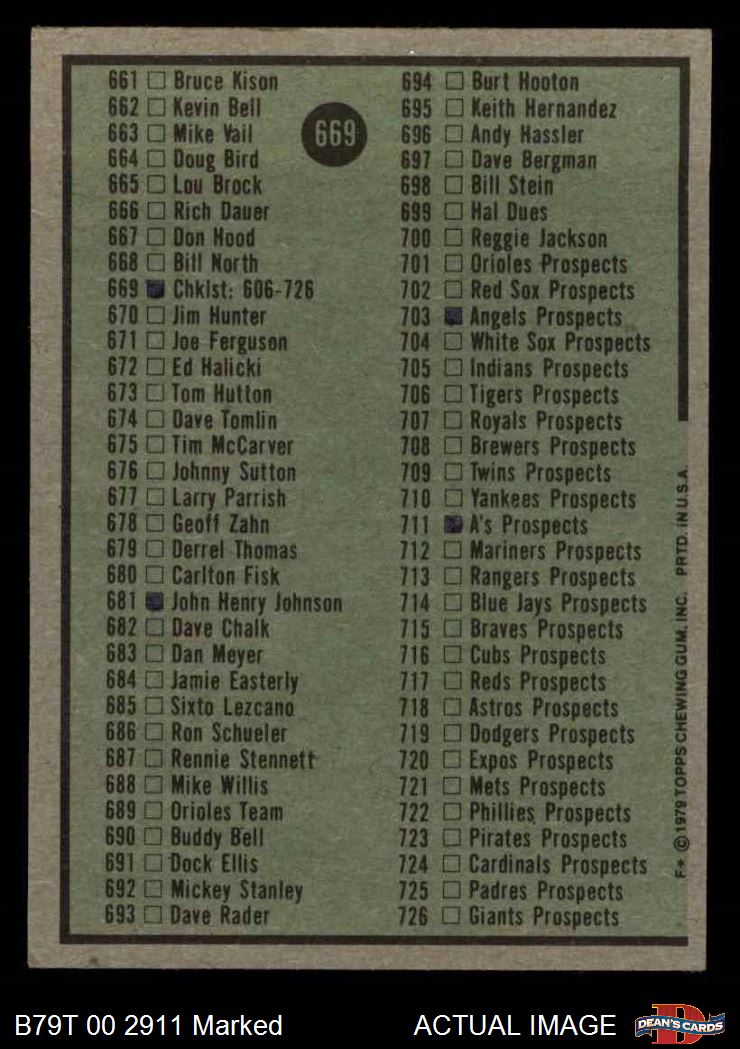 661 Bruce Kison
662 Kevin Bell
663 Mike Vail
664 Doug Bird
665 Lou Brock
666 Rich Dauer
667 Don Hood
668 Bill North
669 Chklst: 606-726
670 Jim Hunter
671 Joe Ferguson
672 Ed Halicki
673 Tom Hutton
674 Dave Tomlin
675 Tim McCarver
676 Johnny Sutton
677 Larry Parrish
678 Geoff Zahn
679 Derrel Thomas
680 Carlton Fisk
681 John Henry Johnson
682 Dave Chalk
683 Dan Meyer
684 Jamie Easterly
685 Sixto Lezcano
686 Ron Schueler
687 Rennie Stennett
688 Mike Willis
689 Orioles Team
690 Buddy Bell
691 Dock Ellis
692 Mickey Stanley
693 Dave Rader
669
694 Burt Hooton
695 Keith Hernandez
696 Andy Hassler
697 Dave Bergman
698 Bill Stein
699 Hal Dues
700 Reggie Jackson
701 Orioles Prospects
702 Red Sox Prospects
703 Angels Prospects
704 White Sox Prospects
705 Indians Prospects
706 Tigers Prospects
707 Royals Prospects
708 Brewers Prospects
709 Twins Prospects
710 Yankees Prospects
711 A's Prospects
712 Mariners Prospects
713 Rangers Prospects
714 Blue Jays Prospects
715 Braves Prospects
716 Cubs Prospects
717 Reds Prospects
718 Astros Prospects
719 Dodgers Prospects
720 Expos Prospects
721 Mets Prospects
722 Phillies Prospects
723 Pirates Prospects
724 Cardinals Prospects
725 Padres Prospects
726 Giants Prospects
F* © 1979 TOPPS CHEWING GUM, INC. PRTD. IN U.S.A.
B79T 00 2911 Marked
ACTUAL IMAGE
D
DEAN'S CARDS